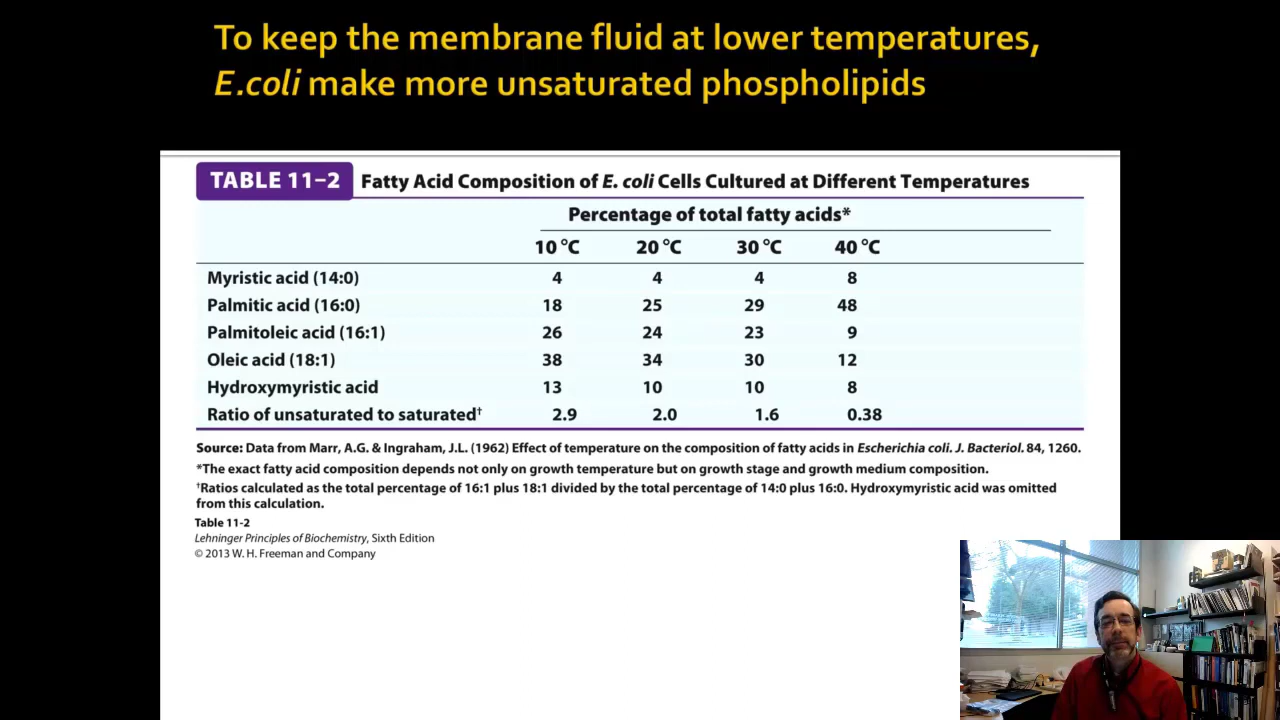 To keep the membrane fluid at lower temperatures,
E.coli make more unsaturated phospholipids
TABLE 11–2 Fatty Acid Composition of E. coli Cells Cultured at Different Temperatures
Percentage of total fatty acids*
10 °C 20 °C 30 °C 40 °C
Myristic acid (14:0) 4 4 4 8
Palmitic acid (16:0) 18 25 29 48
Palmitoleic acid (16:1) 26 24 23 9
Oleic acid (18:1) 38 34 30 12
Hydroxymyristic acid 13 10 10 8
Ratio of unsaturated to saturated† 2.9 2.0 1.6 0.38
Source: Data from Marr, A.G. & Ingraham, J.L. (1962) Effect of temperature on the composition of fatty acids in Escherichia coli. J. Bacteriol. 84, 1260.
*The exact fatty acid composition depends not only on growth temperature but on growth stage and growth medium composition.
†Ratios calculated as the total percentage of 16:1 plus 18:1 divided by the total percentage of 14:0 plus 16:0. Hydroxymyristic acid was omitted
from this calculation.
Table 11-2
Lehninger Principles of Biochemistry, Sixth Edition
© 2013 W. H. Freeman and Company